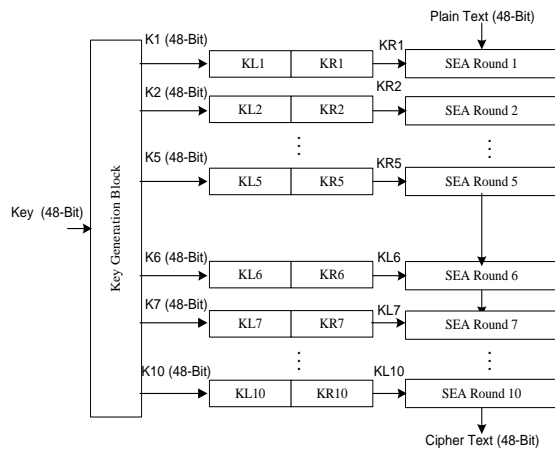 Plain Text (48-Bit)
K1 (48-Bit)
KL1 KR1
KR1
SEA Round 1
K2 (48-Bit)
KL2 KR2
KR2
SEA Round 2
K5 (48-Bit)
KL5 KR5
KR5
SEA Round 5
Key (48-Bit)
Key Generation Block
K6 (48-Bit)
KL6 KR6
KL6
SEA Round 6
K7 (48-Bit)
KL7 KR7
KL7
SEA Round 7
K10 (48-Bit)
KL10 KR10
KL10
SEA Round 10
Cipher Text (48-Bit)